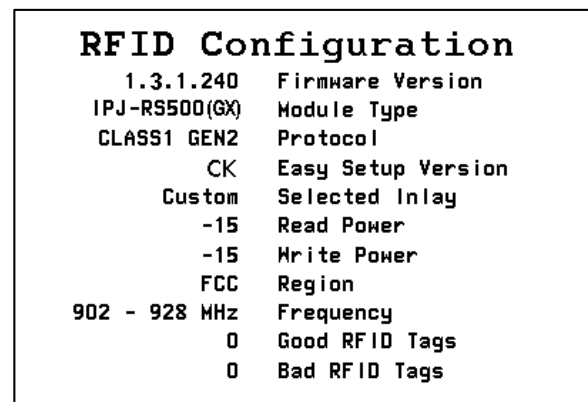 RFID Configuration
1.3.1.240 Firmware Version
IPJ-RS500(GX) Module Type
CLASS1 GEN2 Protocol
CK Easy Setup Version
Custom Selected Inlay
-15 Read Power
-15 Write Power
FCC Region
902 - 928 MHz Frequency
0 Good RFID Tags
0 Bad RFID Tags